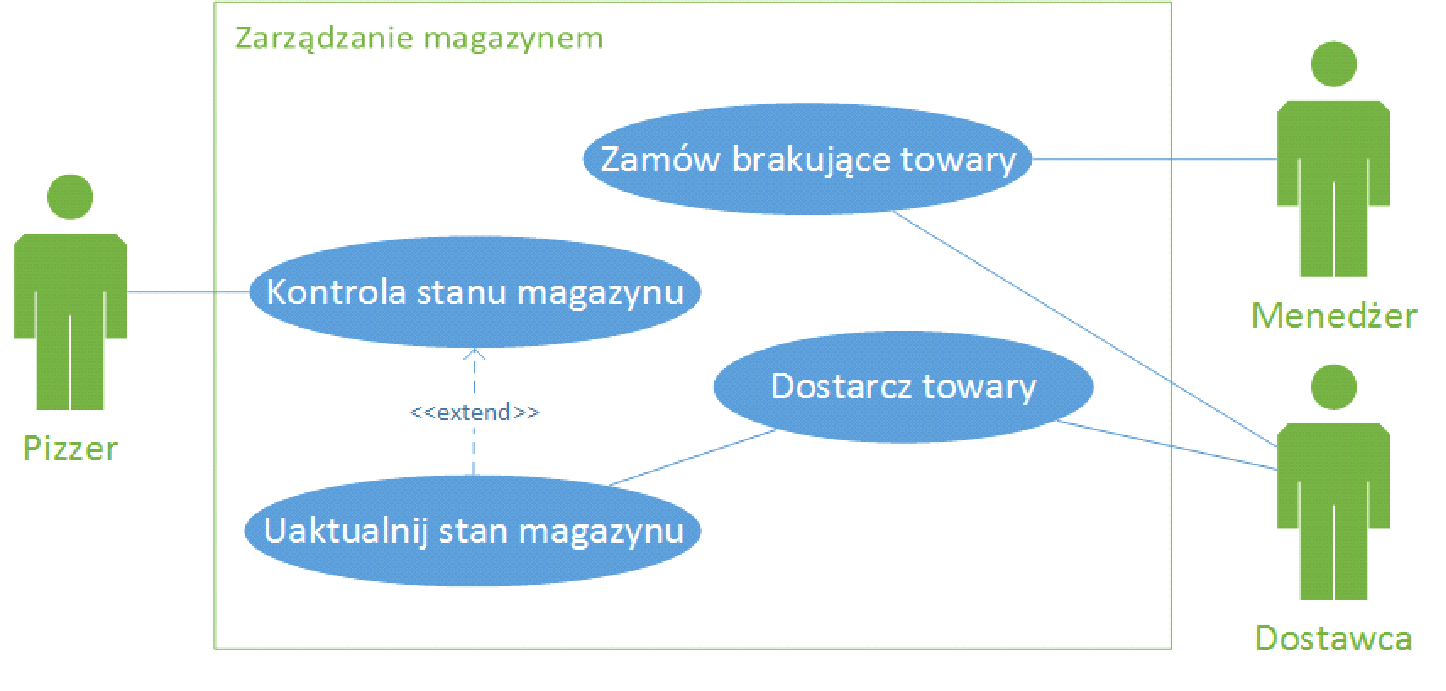 Zarządzanie magazynem
Zamów brakujące towary
Kontrola stanu magazynu
Menedżer
Dostarcz towary
<<extend>>
Pizzer
Uaktualnij stan magazynu
Dostawca